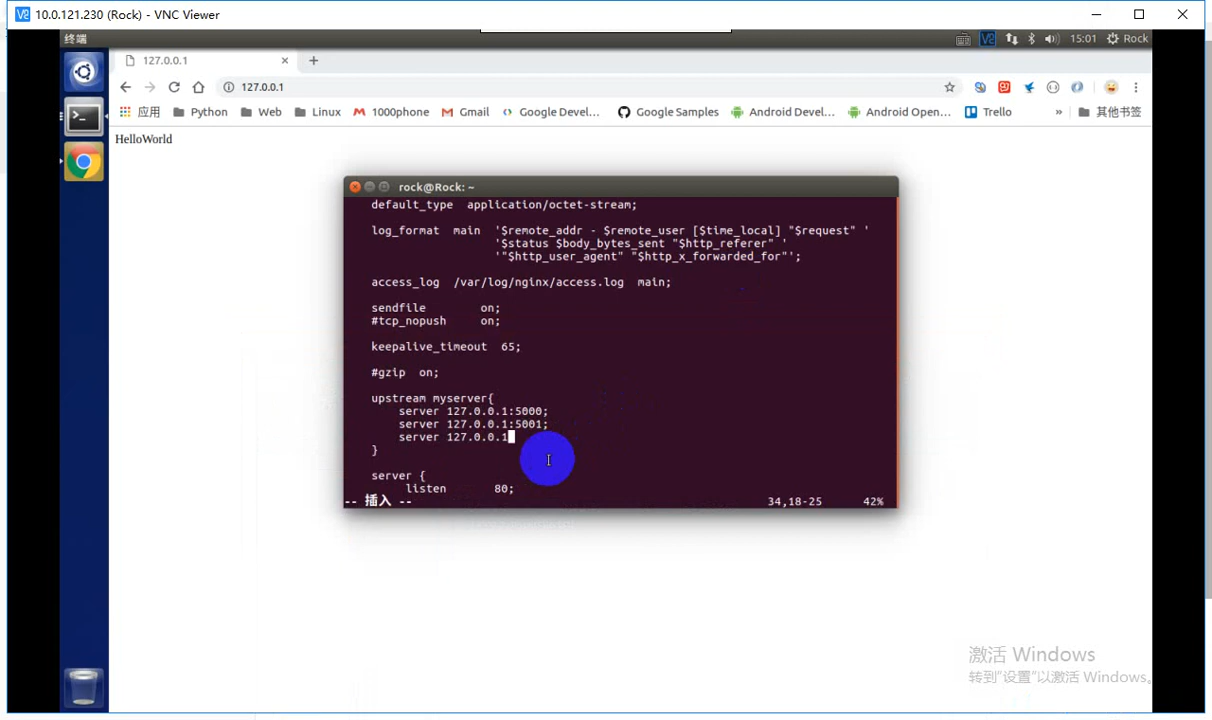 10.0.121.230 (Rock) - VNC Viewer
终端
15:01
Rock
127.0.0.1
127.0.0.1
应用
Python
Web
Linux
1000phone
Gmail
Google Devel...
Google Samples
Android Devel...
Android Open...
Trello
»
其他书签
HelloWorld
rock@Rock: ~
default_type  application/octet-stream;
log_format  main  '$remote_addr - $remote_user [$time_local] "$request" '
'$status $body_bytes_sent "$http_referer" '
'"$http_user_agent" "$http_x_forwarded_for"';
access_log  /var/log/nginx/access.log  main;
sendfile        on;
#tcp_nopush     on;
keepalive_timeout  65;
#gzip  on;
upstream myserver{
server 127.0.0.1:5000;
server 127.0.0.1:5001;
server 127.0.0.1
}
server {
listen       80;
-- 插入 --
34,18-25
42%
激活 Windows
转到"设置"以激活 Windows。